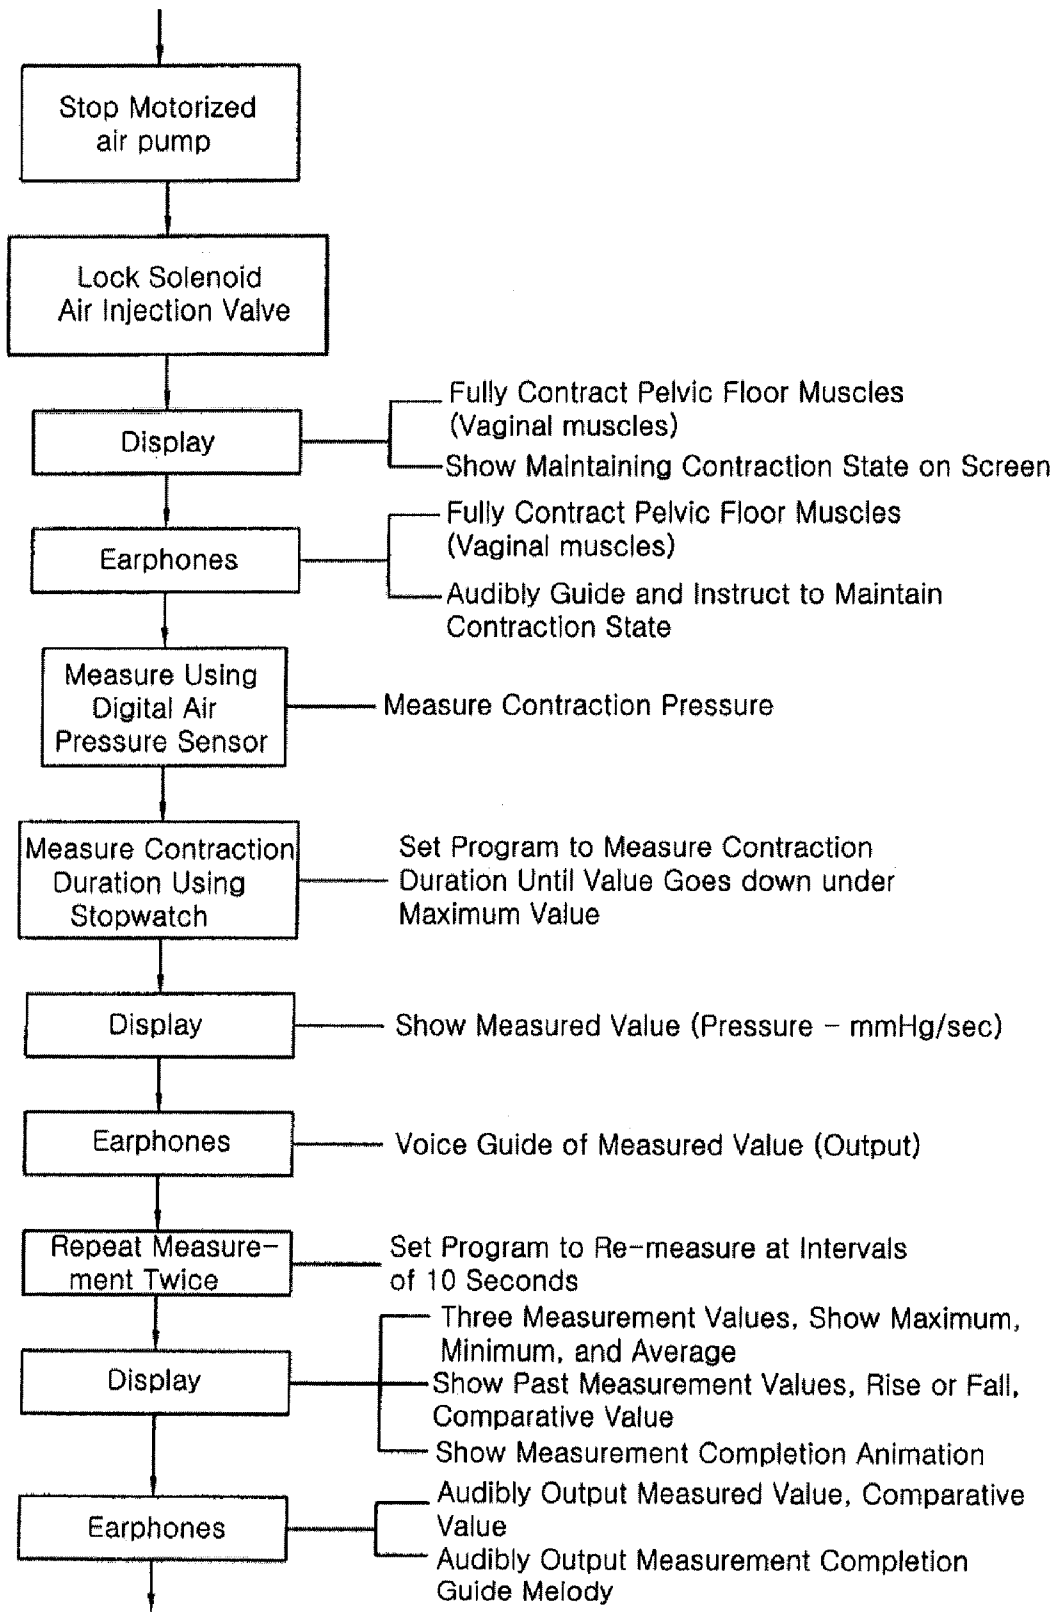 Stop Motorized
air pump
Lock Solenoid
Air Injection Valve
Display
Fully Contract Pelvic Floor Muscles
(Vaginal muscles)
Show Maintaining Contraction State on Screen
Earphones
Fully Contract Pelvic Floor Muscles
(Vaginal muscles)
Audibly Guide and Instruct to Maintain
Contraction State
Measure Using
Digital Air
Pressure Sensor
Measure Contraction Pressure
Measure Contraction
Duration Using
Stopwatch
Set Program to Measure Contraction
Duration Until Value Goes down under
Maximum Value
Display
Show Measured Value (Pressure - mmHg/sec)
Earphones
Voice Guide of Measured Value (Output)
Repeat Measure-
ment Twice
Set Program to Re-measure at Intervals
of 10 Seconds
Display
Three Measurement Values, Show Maximum,
Minimum, and Average
Show Past Measurement Values, Rise or Fall,
Comparative Value
Show Measurement Completion Animation
Earphones
Audibly Output Measured Value, Comparative
Value
Audibly Output Measurement Completion
Guide Melody